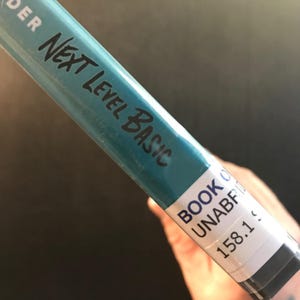 DER
NEXT LEVEL BASIC
BOOK
UNABR
158.1